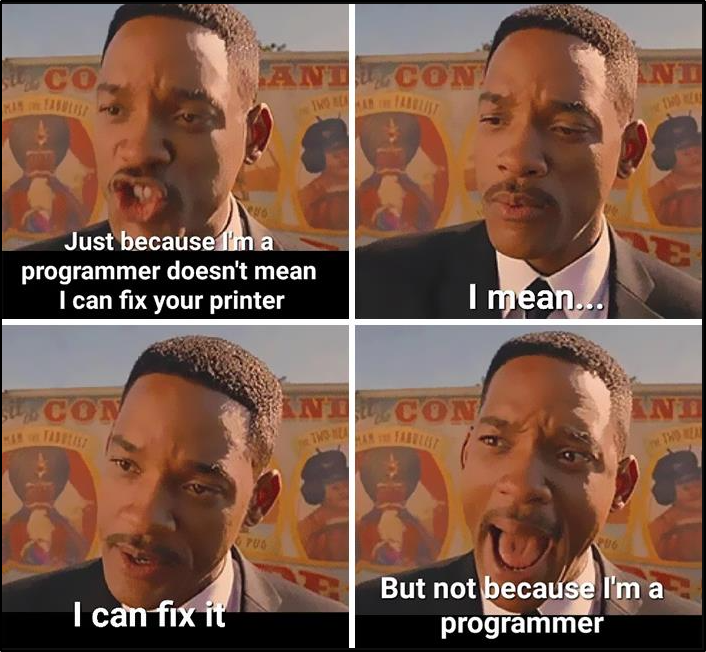 Just because I'm a
programmer doesn't mean
I can fix your printer
I mean...
I can fix it
But not because I'm a
programmer